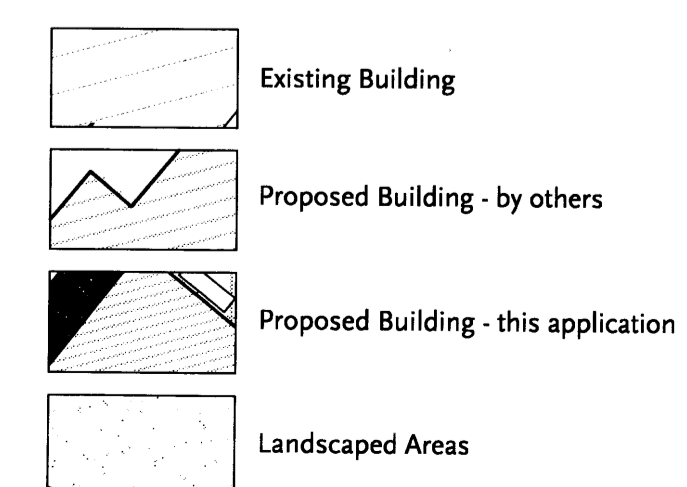 Existing Building
Proposed Building - by others
Proposed Building - this application
Landscaped Areas